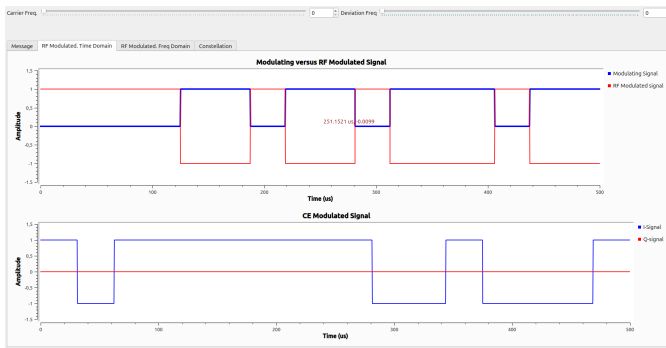 Carrier Freq. 0 Deviation Freq 0
Message RF Modulated. Time Domain RF Modulated. Freq Domain Constellation
Modulating versus RF Modulated Signal
1.5
1
0.5
0
-0.5
-1
-1.5
Amplitude
251.1521 us, -0.0099
Modulating Signal
RF Modulated signal
0 100 200 300 400 500
Time (us)
CE Modulated Signal
1.5
1
0.5
0
-0.5
-1
-1.5
Amplitude
I-Signal
Q-signal
0 100 200 300 400 500
Time (us)